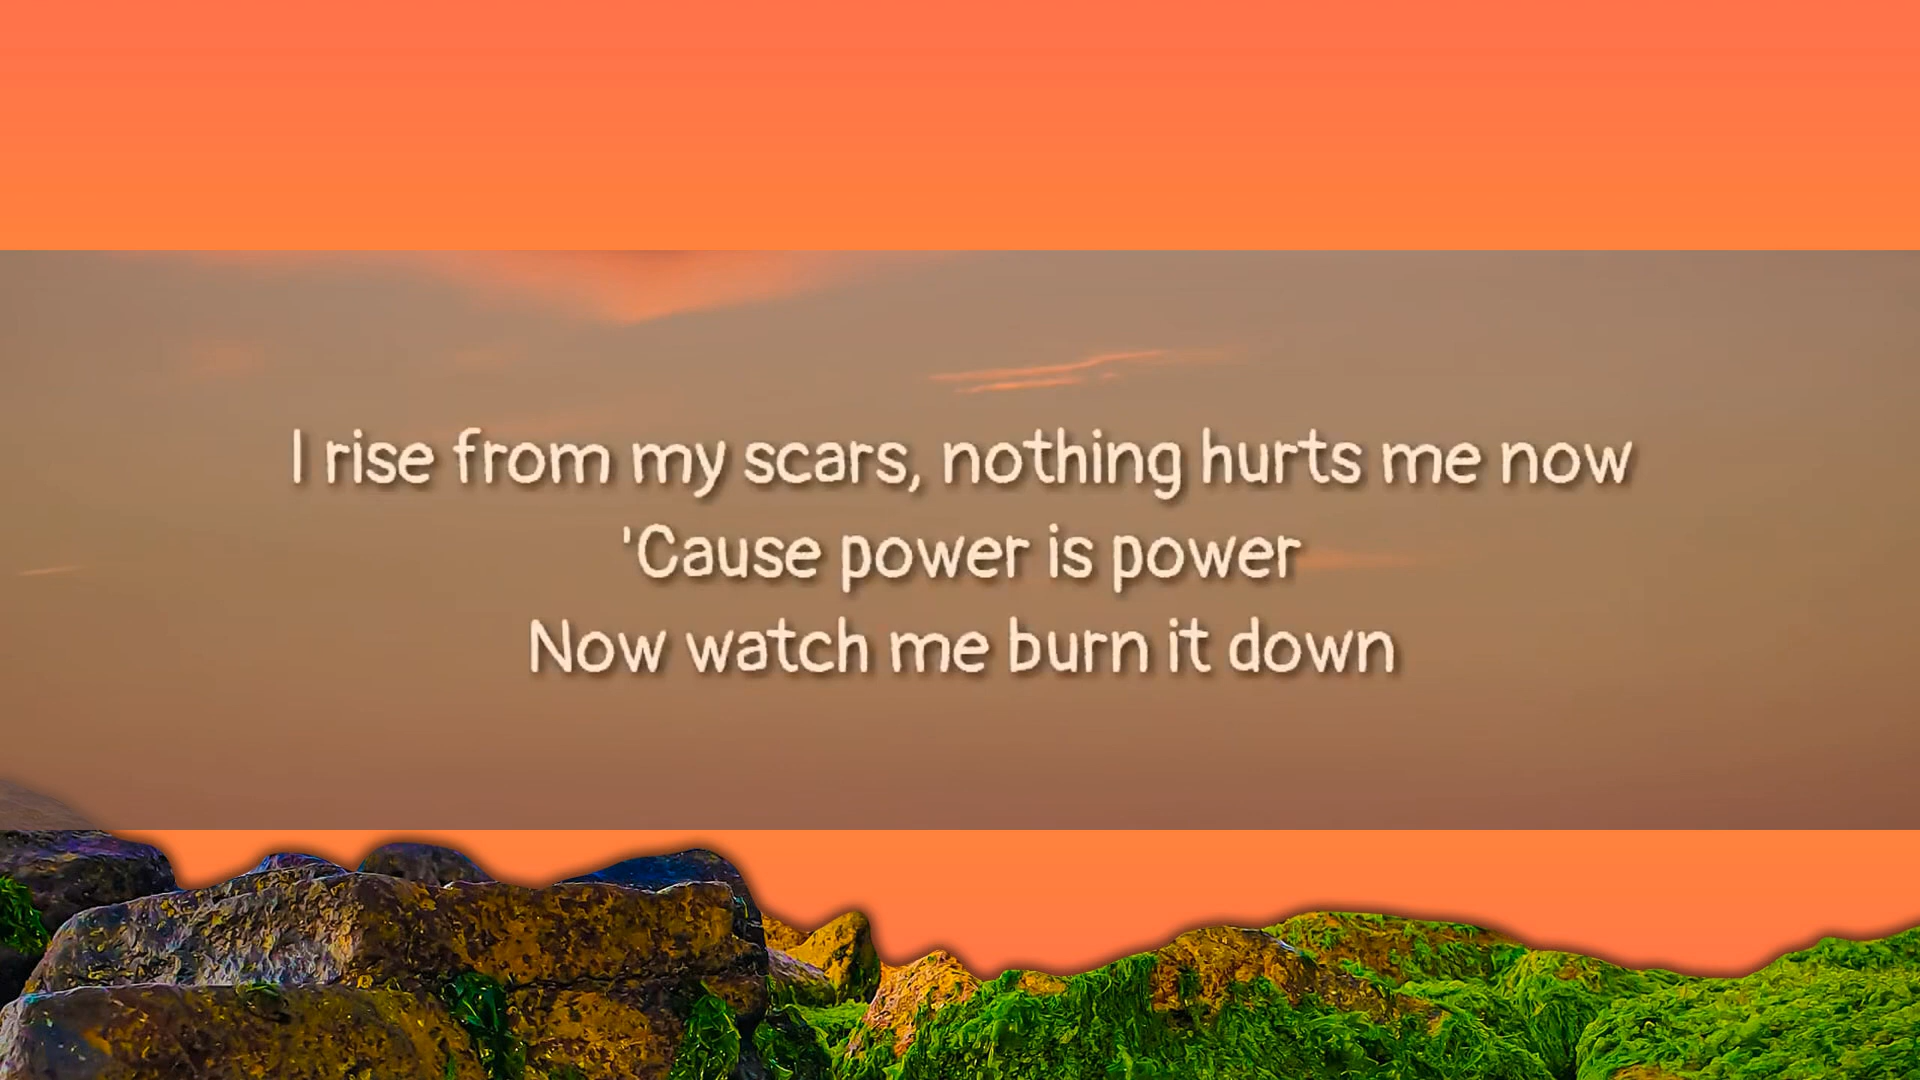 I rise from my scars, nothing hurts me now
'Cause power is power
Now watch me burn it down